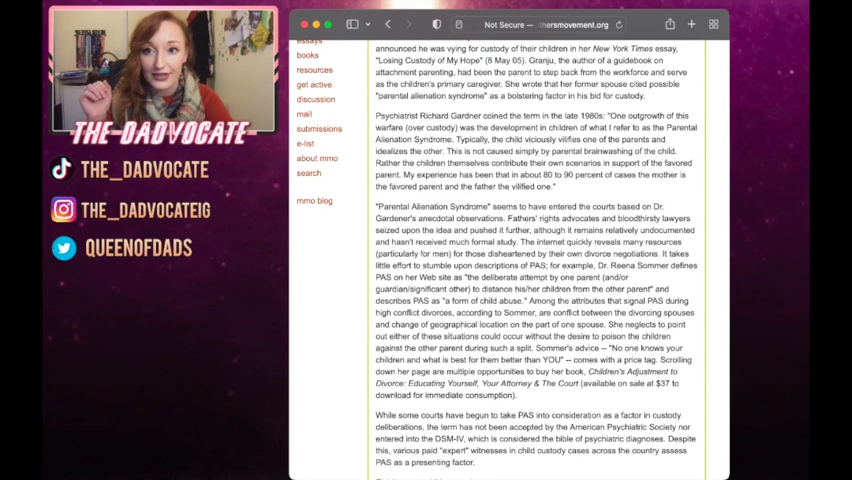 THE DADVOCATE
THE__DADVOCATE
THE_DADVOCATEIG
QUEENOFDADS
Not Secure — thersmovement.org
essays
books
resources
get active
discussion
mail
submissions
e-list
about mmo
search
mmo blog
announced he was vying for custody of their children in her New York Times essay,
"Losing Custody of My Hope" (8 May 05). Granju, the author of a guidebook on
attachment parenting, had been the parent to step back from the workforce and serve
as the children's primary caregiver. She wrote that her former spouse cited possible
"parental alienation syndrome" as a bolstering factor in his bid for custody.
Psychiatrist Richard Gardner coined the term in the late 1980s: "One outgrowth of this
warfare (over custody) was the development in children of what I refer to as the Parental
Alienation Syndrome. Typically, the child viciously vilifies one of the parents and
idealizes the other. This is not caused simply by parental brainwashing of the child.
Rather the children themselves contribute their own scenarios in support of the favored
parent. My experience has been that in about 80 to 90 percent of cases the mother is
the favored parent and the father the vilified one."
"Parental Alienation Syndrome" seems to have entered the courts based on Dr.
Gardener's anecdotal observations. Fathers' rights advocates and bloodthirsty lawyers
seized upon the idea and pushed it further, although it remains relatively undocumented
and hasn't received much formal study. The internet quickly reveals many resources
(particularly for men) for those disheartened by their own divorce negotiations. It takes
little effort to stumble upon descriptions of PAS; for example, Dr. Reena Sommer defines
PAS on her Web site as "the deliberate attempt by one parent (and/or
guardian/significant other) to distance his/her children from the other parent" and
describes PAS as "a form of child abuse." Among the attributes that signal PAS during
high conflict divorces, according to Sommer, are conflict between the divorcing spouses
and change of geographical location on the part of one spouse. She neglects to point
out either of these situations could occur without the desire to poison the children
against the other parent during such a split. Sommer's advice -- "No one knows your
children and what is best for them better than YOU" -- comes with a price tag. Scrolling
down her page are multiple opportunities to buy her book, Children's Adjustment to
Divorce: Educating Yourself, Your Attorney & The Court (available on sale at $37 to
download for immediate consumption).
While some courts have begun to take PAS into consideration as a factor in custody
deliberations, the term has not been accepted by the American Psychiatric Society nor
entered into the DSM-IV, which is considered the bible of psychiatric diagnoses. Despite
this, various paid "expert" witnesses in child custody cases across the country assess
PAS as a presenting factor.